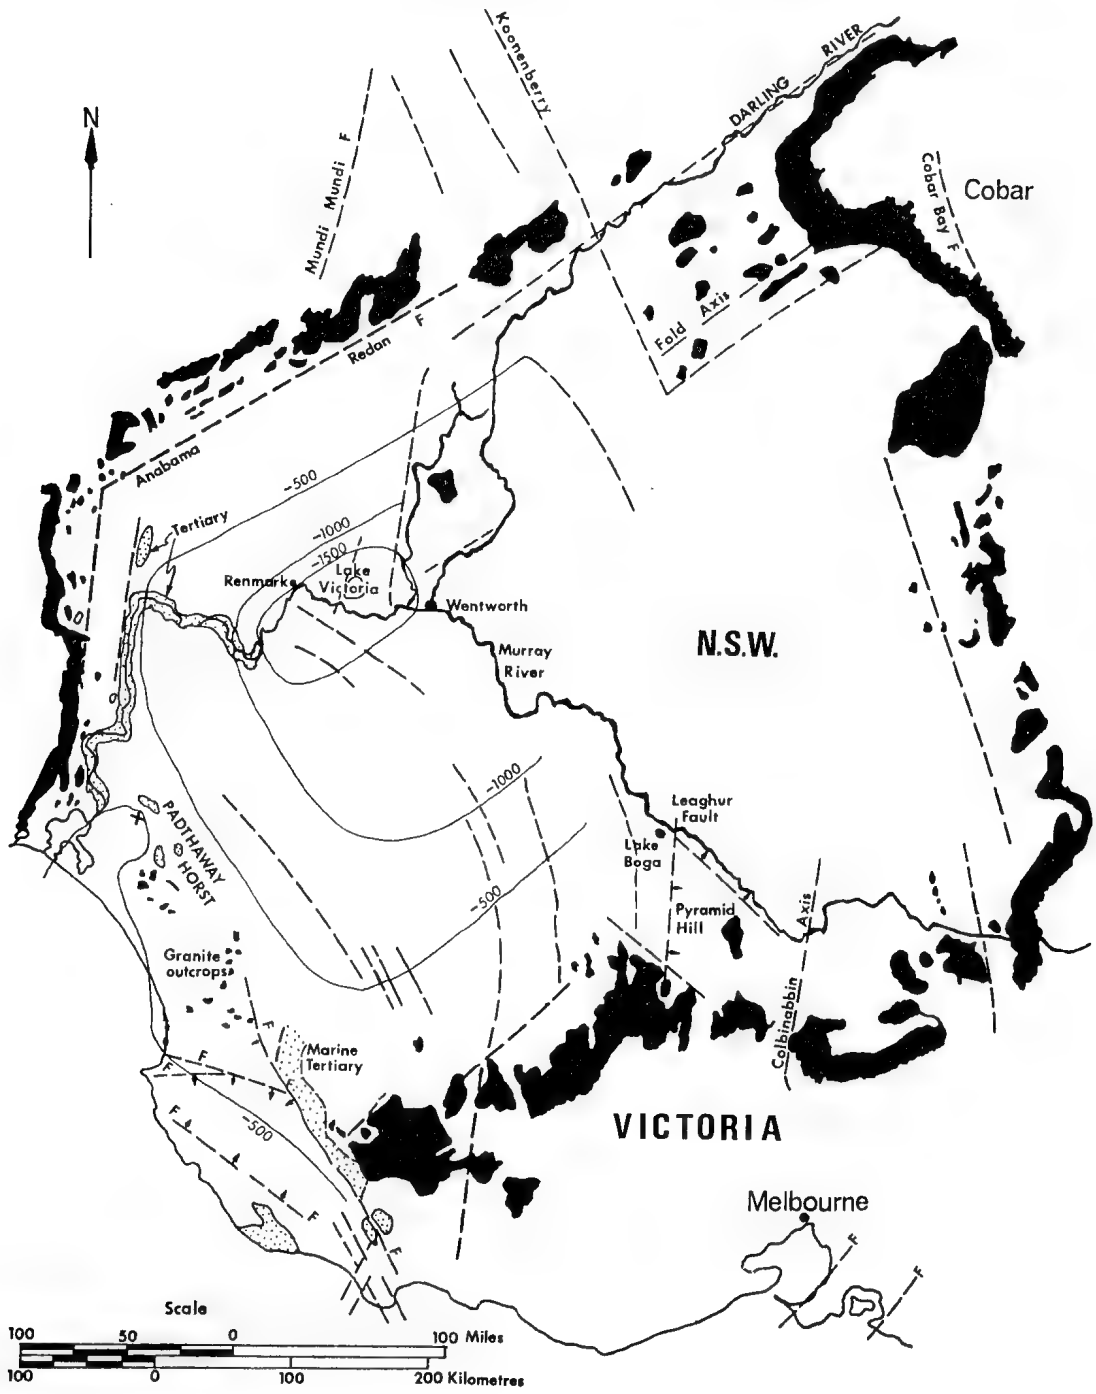 Koonenberry
DARLING
RIVER
N
Mundi Mundi F
Cobar Bay F
Cobar
Fold Axis
Redan
F
Anabama
-500
Tertiary
-1000
-1500
Renmark
Lake
Victoria
Wentworth
Murray
River
N.S.W.
-1000
Leaghur
Fault
Lake
Boga
PADTHAWAY
HORST
-500
Pyramid
Hill
Axis
Colbinabbin
Granite
outcrops
F
Marine
Tertiary
F
F
F
F
-500
F
F
F
VICTORIA
Melbourne
F
F
Scale
100 50 0 100 Miles
100 0 100 200 Kilometres